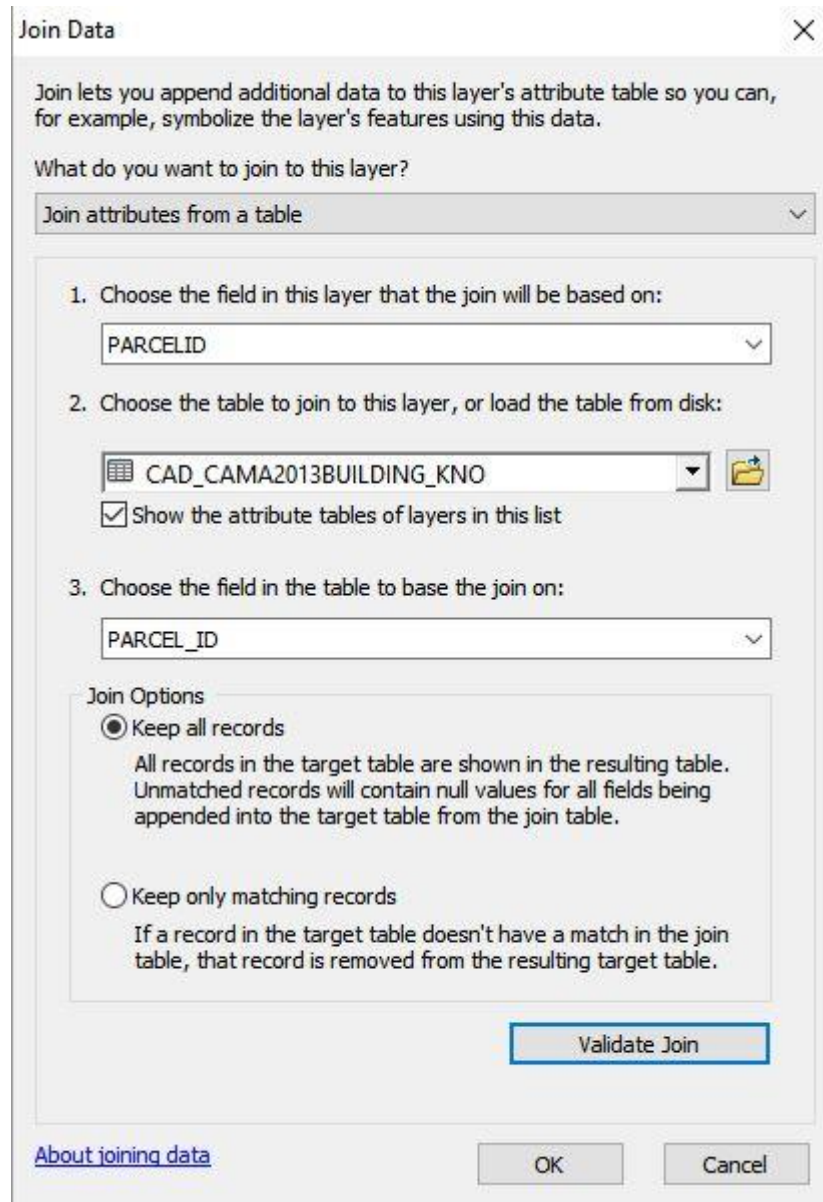 Join Data
Join lets you append additional data to this layer's attribute table so you can,
for example, symbolize the layer's features using this data.
What do you want to join to this layer?
Join attributes from a table
1. Choose the field in this layer that the join will be based on:
PARCELID
2. Choose the table to join to this layer, or load the table from disk:
CAD_CAMA2013BUILDING_KNO
Show the attribute tables of layers in this list
3. Choose the field in the table to base the join on:
PARCEL_ID
Join Options
Keep all records
All records in the target table are shown in the resulting table.
Unmatched records will contain null values for all fields being
appended into the target table from the join table.
Keep only matching records
If a record in the target table doesn't have a match in the join
table, that record is removed from the resulting target table.
Validate Join
About joining data
OK
Cancel